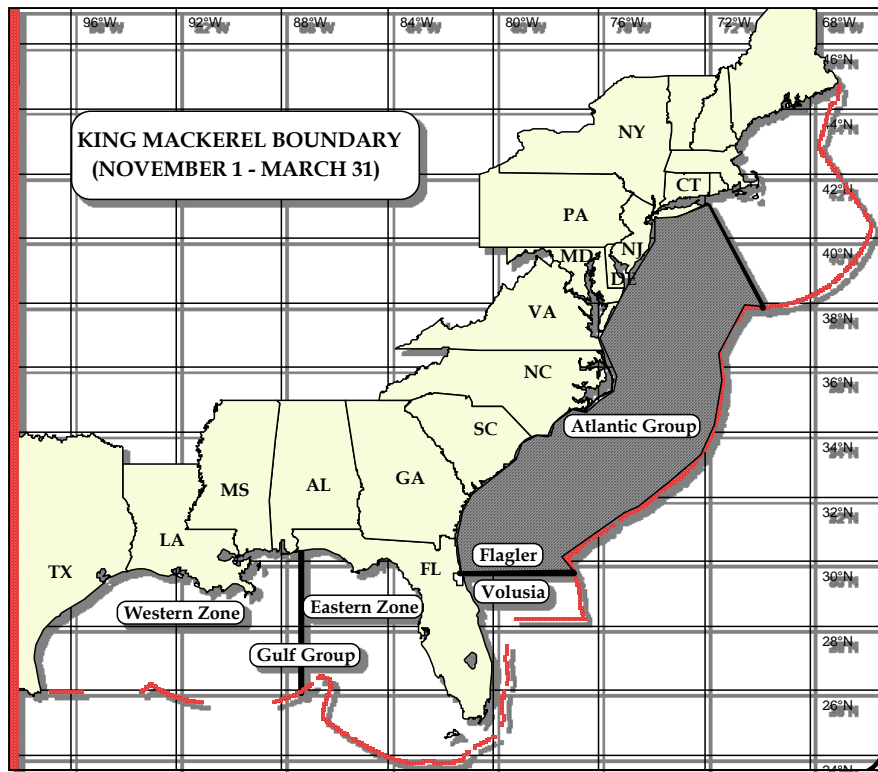 96°W 92°W 88°W 84°W 80°W 76°W 72°W 68°W
46°N
KING MACKEREL BOUNDARY
(NOVEMBER 1 - MARCH 31)
NY
44°N
CT
42°N
PA
NJ
40°N
MD
DE
38°N
VA
NC
36°N
Atlantic Group
SC
34°N
GA
MS
AL
32°N
LA
Flagler
FL
TX
30°N
Volusia
Western Zone
Eastern Zone
28°N
Gulf Group
26°N
24°N